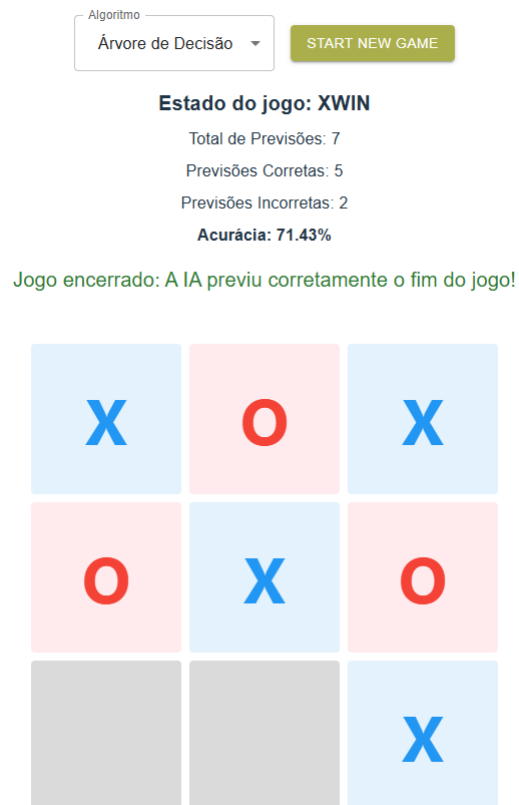 Algoritmo
Árvore de Decisão
START NEW GAME
Estado do jogo: XWIN
Total de Previsões: 7
Previsões Corretas: 5
Previsões Incorretas: 2
Acurácia: 71.43%
Jogo encerrado: A IA previu corretamente o fim do jogo!
X O X
O X O
X